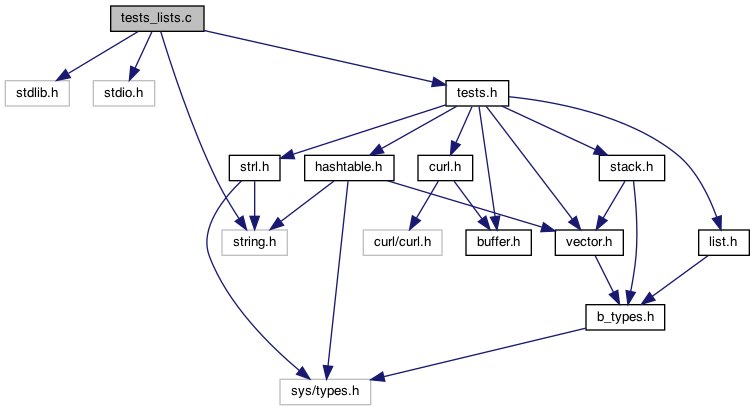 tests_lists.c
stdlib.h
stdio.h
tests.h
strl.h
hashtable.h
curl.h
stack.h
string.h
curl/curl.h
buffer.h
vector.h
list.h
b_types.h
sys/types.h